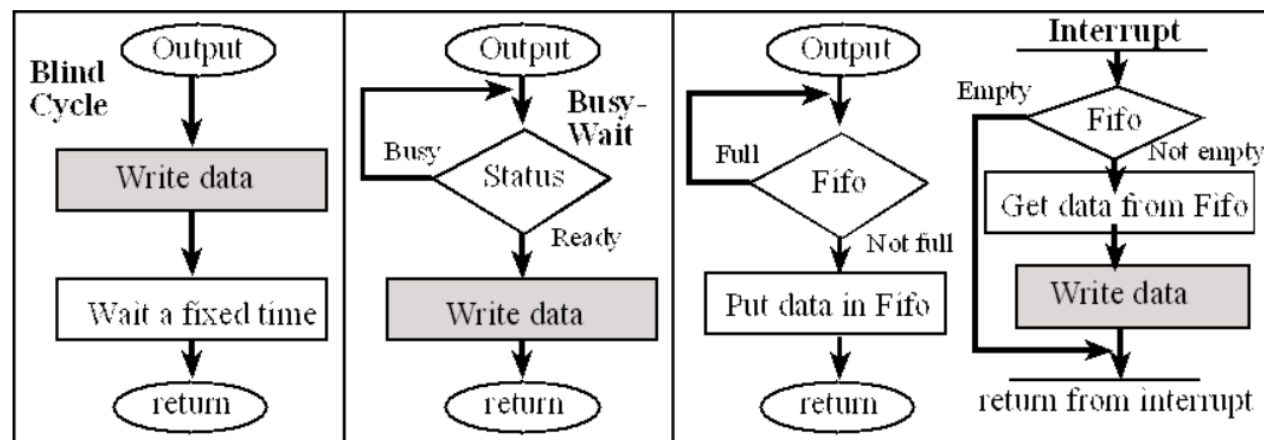 Output
Blind
Cycle
Write data
Wait a fixed time
return
Output
Busy-
Wait
Busy
Status
Ready
Write data
return
Output
Full
Fifo
Not full
Put data in Fifo
return
Interrupt
Empty
Fifo
Not empty
Get data from Fifo
Write data
return from interrupt